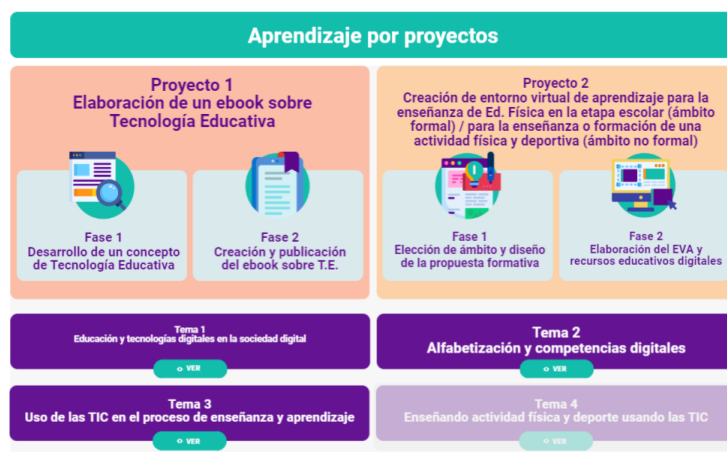 Aprendizaje por proyectos
Proyecto 1
Elaboración de un ebook sobre
Tecnología Educativa
Fase 1
Desarrollo de un concepto
de Tecnología Educativa
Fase 2
Creación y publicación
del ebook sobre T.E.
Proyecto 2
Creación de entorno virtual de aprendizaje para la
enseñanza de Ed. Física en la etapa escolar (ámbito
formal) / para la enseñanza o formación de una
actividad física y deportiva (ámbito no formal)
Fase 1
Elección de ámbito y diseño
de la propuesta formativa
Fase 2
Elaboración del EVA y
recursos educativos digitales
Tema 1
Educación y tecnologías digitales en la sociedad digital
VER
Tema 2
Alfabetización y competencias digitales
VER
Tema 3
Uso de las TIC en el proceso de enseñanza y aprendizaje
VER
Tema 4
Enseñando actividad física y deporte usando las TIC
VER